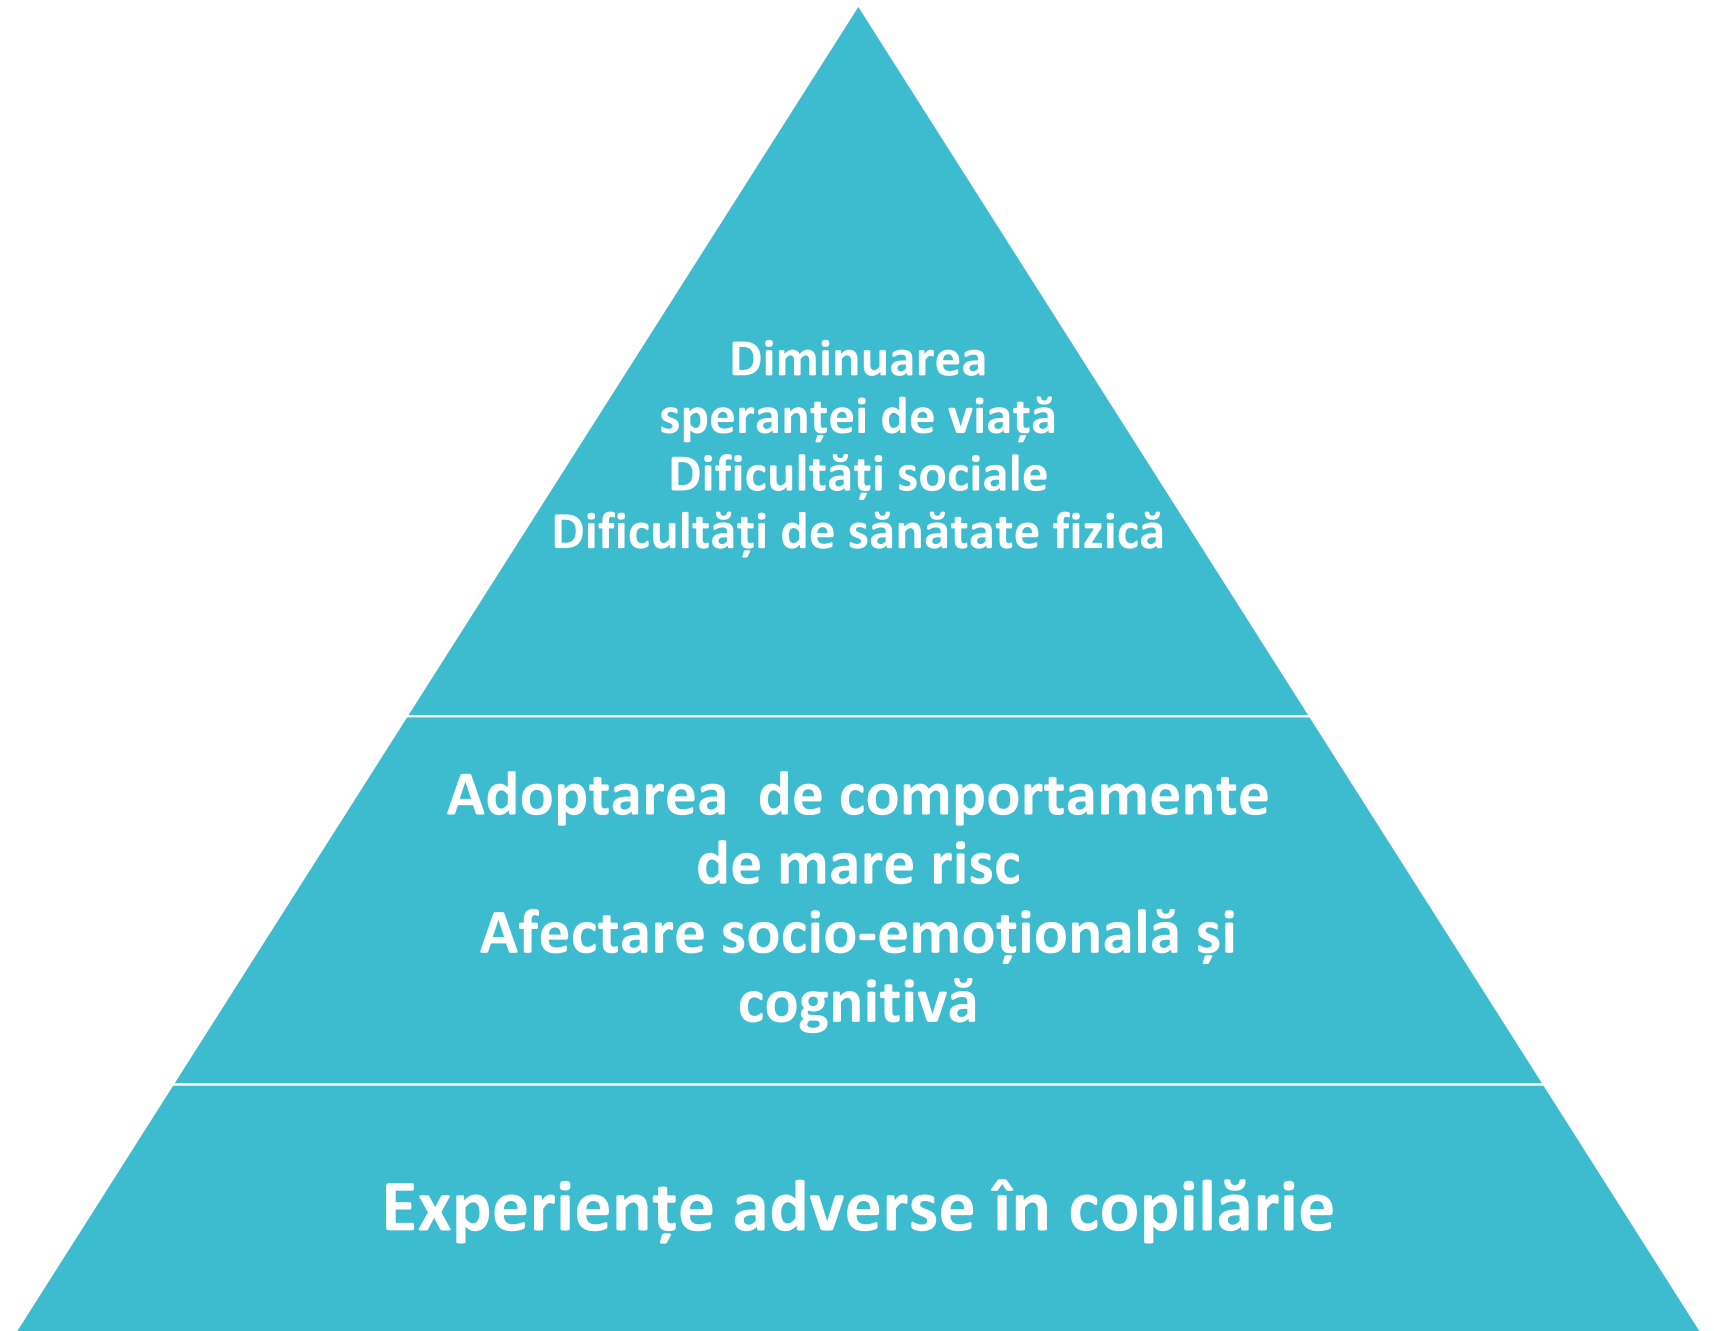 Diminuarea
speranței de viață
Dificultăți sociale
Dificultăți de sănătate fizică
Adoptarea  de comportamente
de mare risc
Afectare socio-emoțională și
cognitivă
Experiențe adverse în copilărie